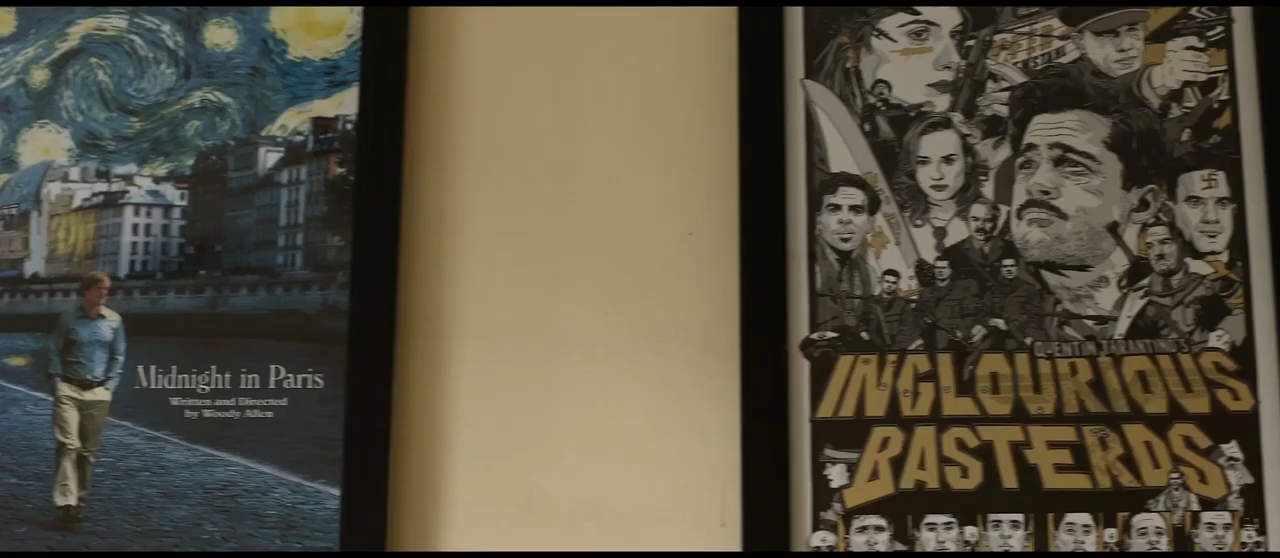 Midnight in Paris
Written and Directed
by Woody Allen
QUENTIN TARANTINO'S
INGLOURIOUS
BASTERDS